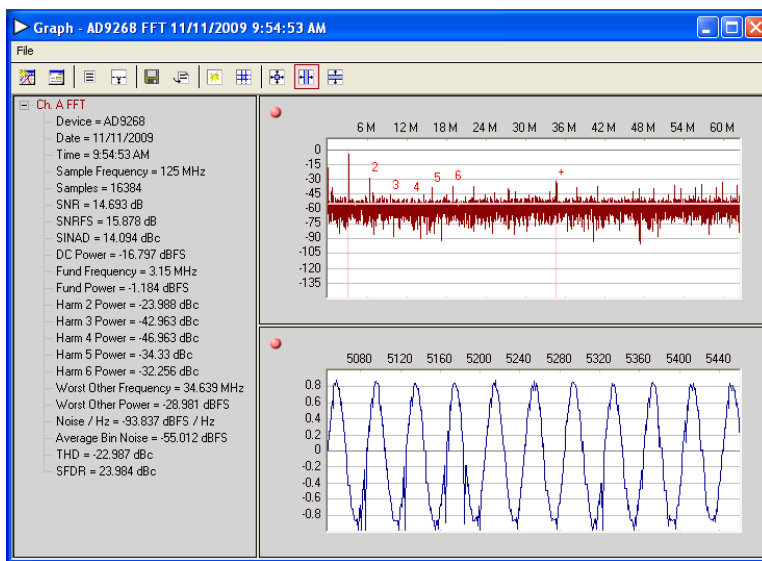 Graph - AD9268 FFT 11/11/2009 9:54:53 AM
File
Ch. A FFT
Device = AD9268
Date = 11/11/2009
Time = 9:54:53 AM
Sample Frequency = 125 MHz
Samples = 16384
SNR = 14.693 dB
SNRFS = 15.878 dB
SINAD = 14.094 dBc
DC Power = -16.797 dBFS
Fund Frequency = 3.15 MHz
Fund Power = -1.184 dBFS
Harm 2 Power = -23.988 dBc
Harm 3 Power = -42.963 dBc
Harm 4 Power = -46.963 dBc
Harm 5 Power = -34.33 dBc
Harm 6 Power = -32.256 dBc
Worst Other Frequency = 34.639 MHz
Worst Other Power = -28.981 dBFS
Noise / Hz = -93.837 dBFS / Hz
Average Bin Noise = -55.012 dBFS
THD = -22.987 dBc
SFDR = 23.984 dBc
6 M 12 M 18 M 24 M 30 M 36 M 42 M 48 M 54 M 60 M
0
-15
-30
-45
-60
-75
-90
-105
-120
-135
2 3 4 5 6 +
5080 5120 5160 5200 5240 5280 5320 5360 5400 5440
0.8
0.6
0.4
0.2
0
-0.2
-0.4
-0.6
-0.8